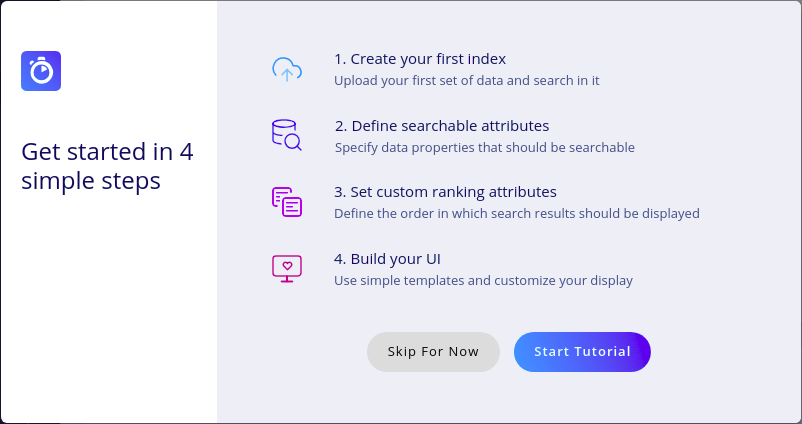 Get started in 4
simple steps
1. Create your first index
Upload your first set of data and search in it
2. Define searchable attributes
Specify data properties that should be searchable
3. Set custom ranking attributes
Define the order in which search results should be displayed
4. Build your UI
Use simple templates and customize your display
Skip For Now
Start Tutorial